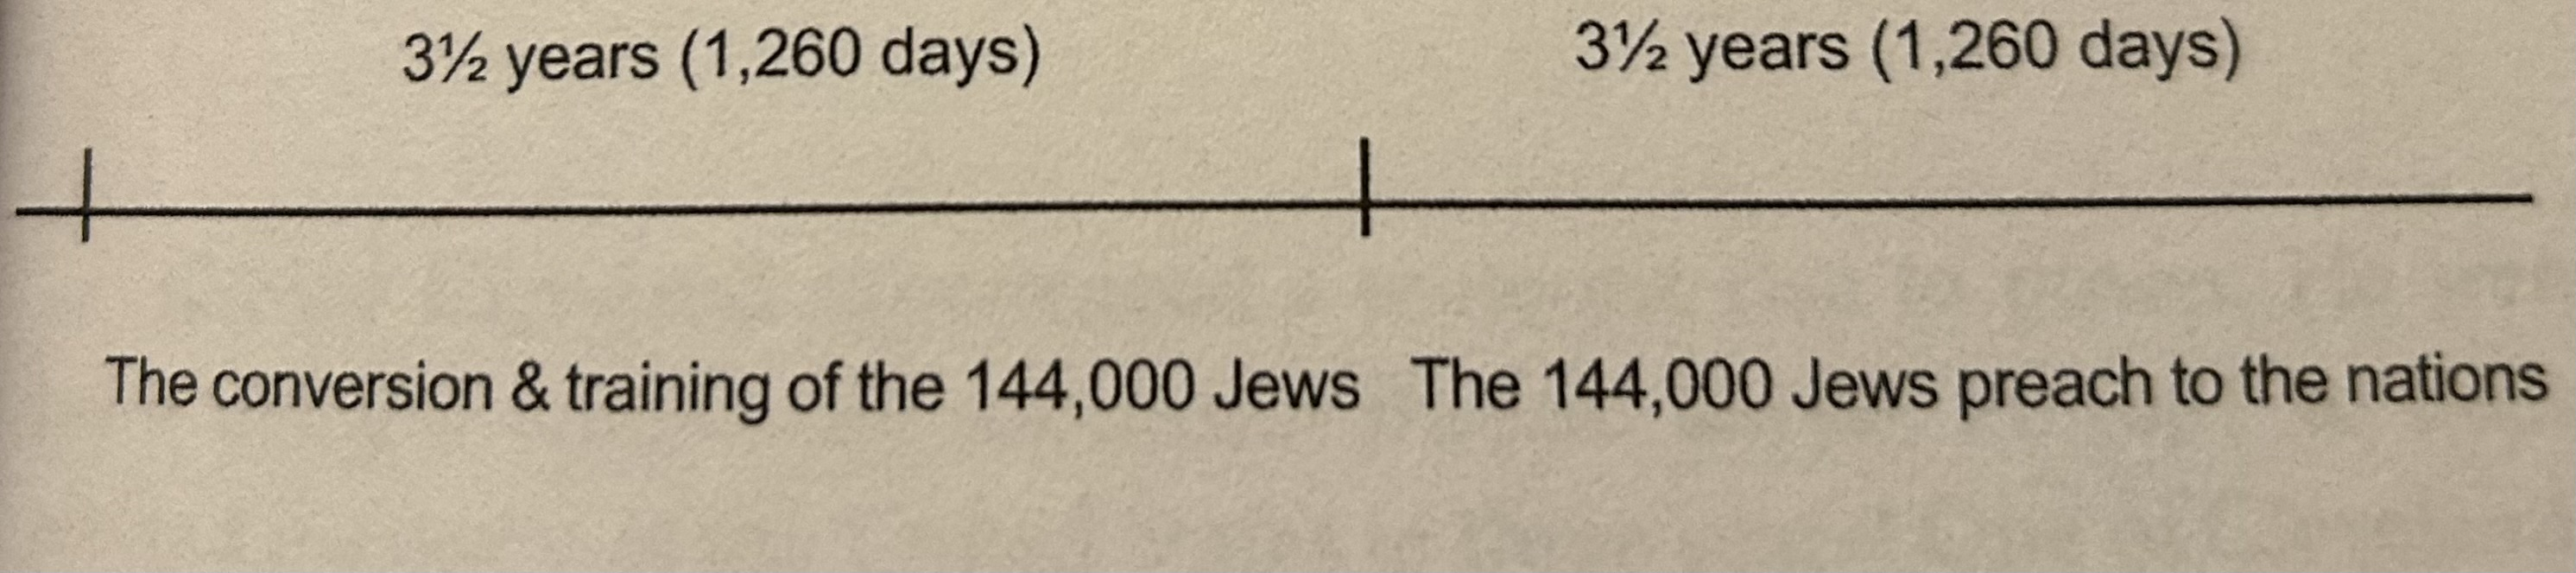 3½ years (1,260 days)
3½ years (1,260 days)
The conversion & training of the 144,000 Jews
The 144,000 Jews preach to the nations